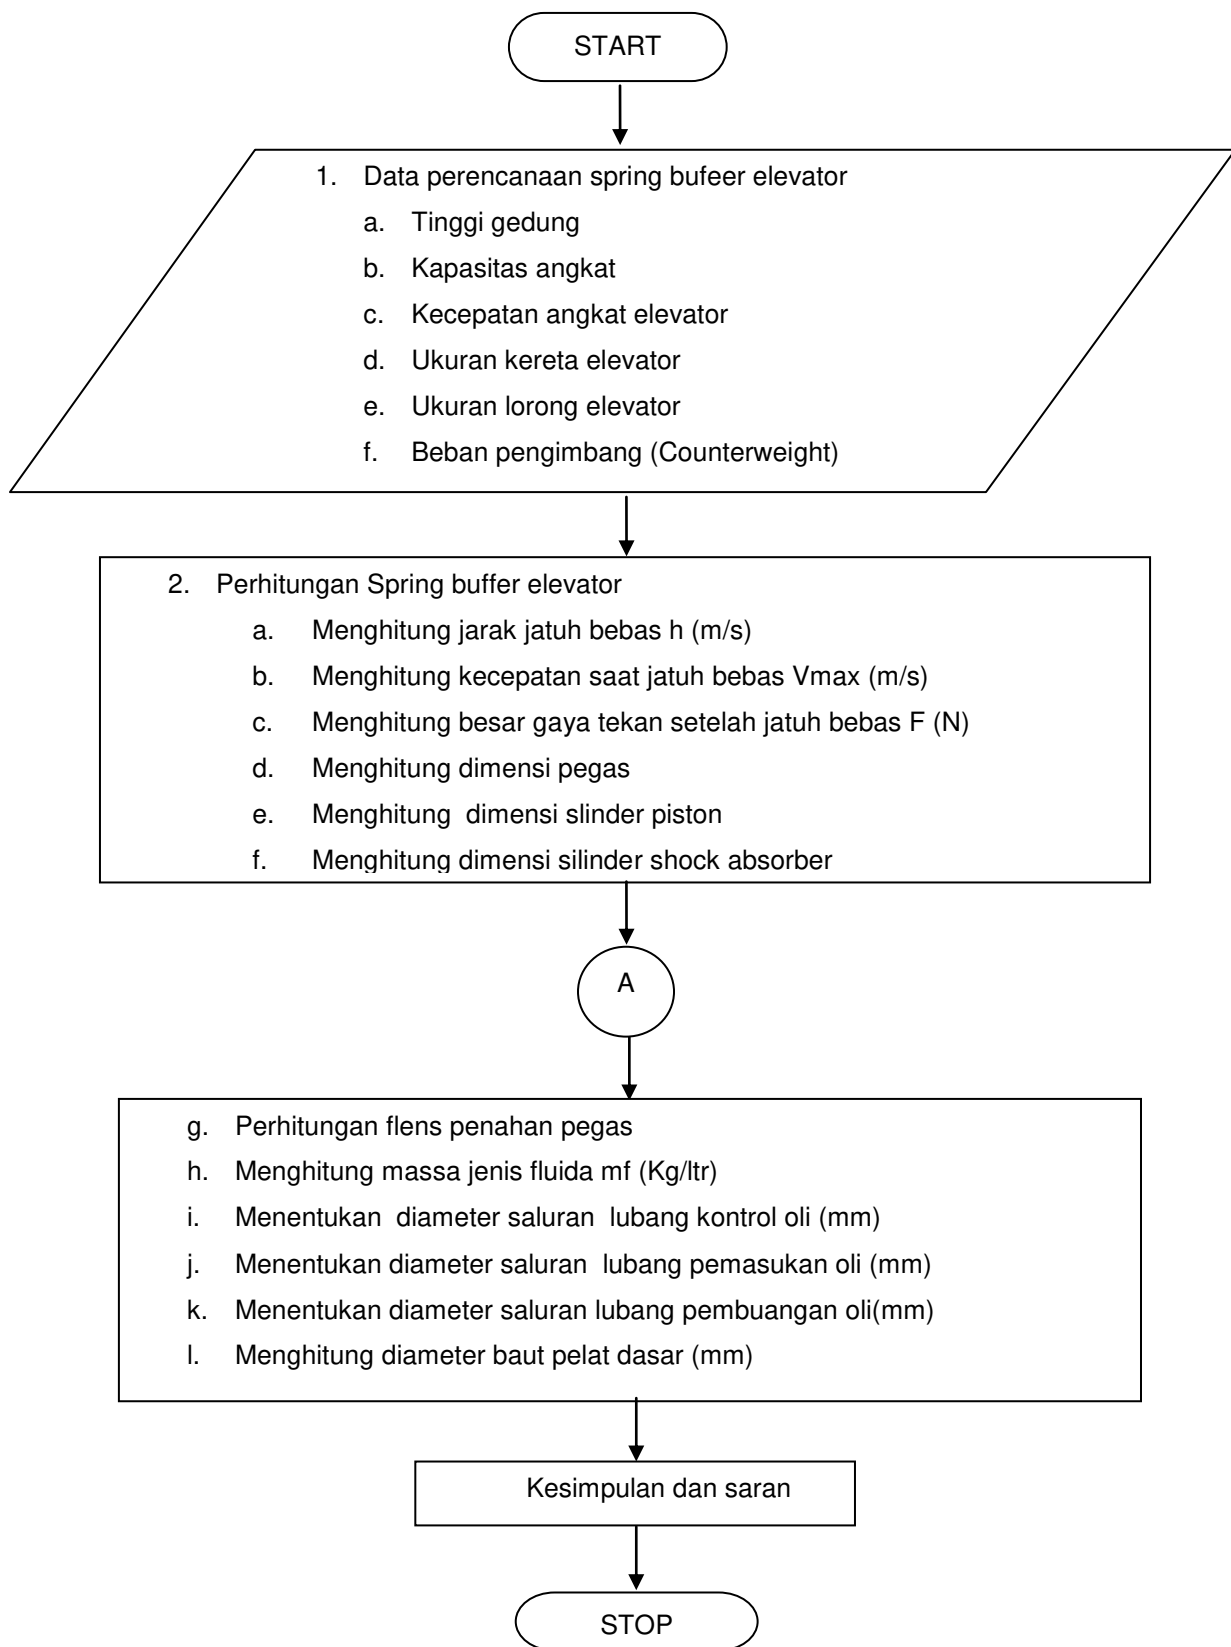 START
1. Data perencanaan spring bufeer elevator
a. Tinggi gedung
b. Kapasitas angkat
c. Kecepatan angkat elevator
d. Ukuran kereta elevator
e. Ukuran lorong elevator
f. Beban pengimbang (Counterweight)
2. Perhitungan Spring buffer elevator
a. Menghitung jarak jatuh bebas h (m/s)
b. Menghitung kecepatan saat jatuh bebas Vmax (m/s)
c. Menghitung besar gaya tekan setelah jatuh bebas F (N)
d. Menghitung dimensi pegas
e. Menghitung dimensi slinder piston
f. Menghitung dimensi silinder shock absorber
A
g. Perhitungan flens penahan pegas
h. Menghitung massa jenis fluida mf (Kg/ltr)
i. Menentukan diameter saluran lubang kontrol oli (mm)
j. Menentukan diameter saluran lubang pemasukan oli (mm)
k. Menentukan diameter saluran lubang pembuangan oli(mm)
l. Menghitung diameter baut pelat dasar (mm)
Kesimpulan dan saran
STOP